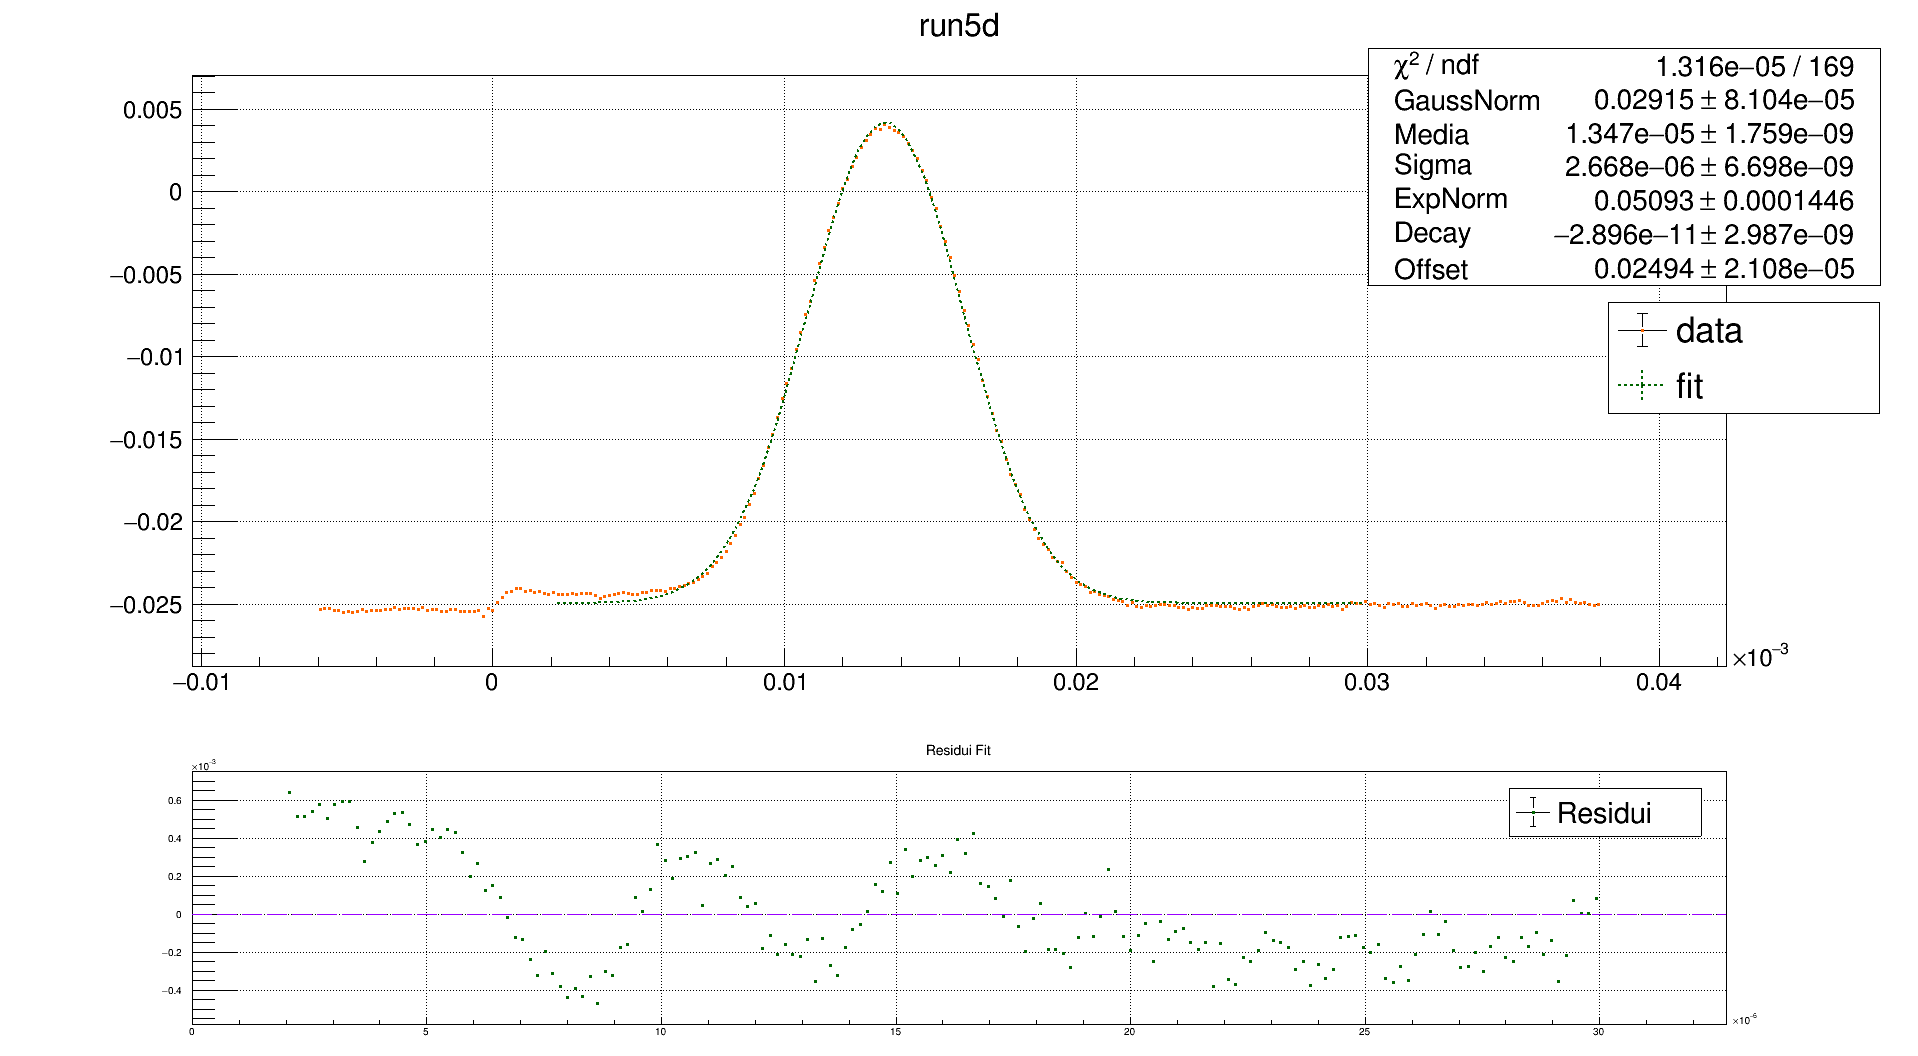 run5d
χ² / ndf 1.316e−05 / 169
GaussNorm 0.02915 ± 8.104e−05
Media 1.347e−05 ± 1.759e−09
Sigma 2.668e−06 ± 6.698e−09
ExpNorm 0.05093 ± 0.0001446
Decay −2.896e−11 ± 2.987e−09
Offset 0.02494 ± 2.108e−05
data
fit
0.005
0
−0.005
−0.01
−0.015
−0.02
−0.025
−0.01 0 0.01 0.02 0.03 0.04
×10⁻³
Residui Fit
×10⁻³
Residui
0.6
0.4
0.2
0
−0.2
−0.4
0 5 10 15 20 25 30
×10⁻⁶